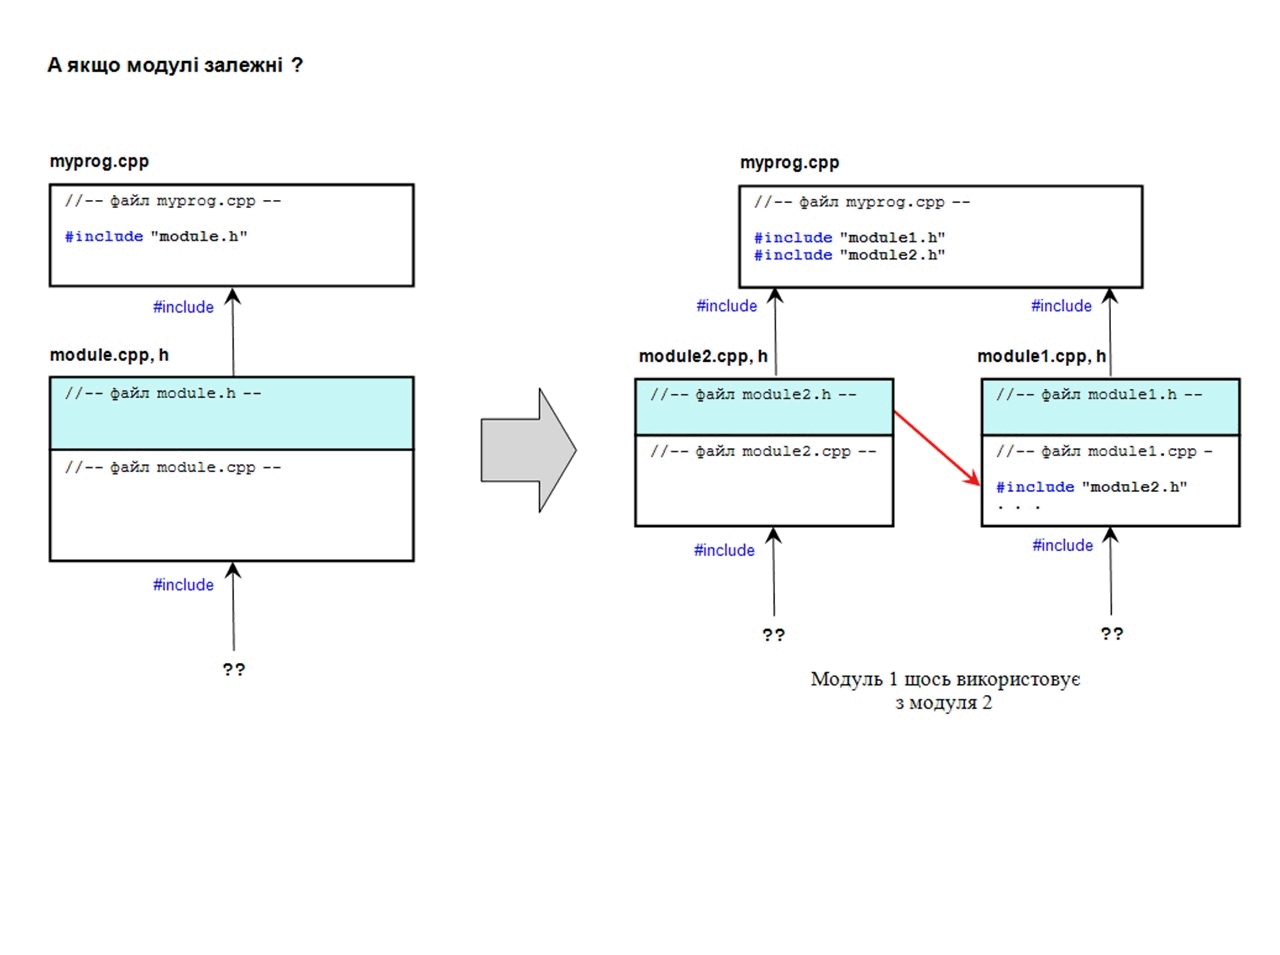 А якщо модулі залежні ?
myprog.cpp
//-- файл myprog.cpp --
#include "module.h"
#include
module.cpp, h
//-- файл module.h --
//-- файл module.cpp --
#include
??
myprog.cpp
//-- файл myprog.cpp --
#include "module1.h"
#include "module2.h"
#include
#include
module2.cpp, h
//-- файл module2.h --
//-- файл module2.cpp --
#include
??
module1.cpp, h
//-- файл module1.h --
//-- файл module1.cpp -
#include "module2.h"
. . .
#include
??
Модуль 1 щось використовує
з модуля 2